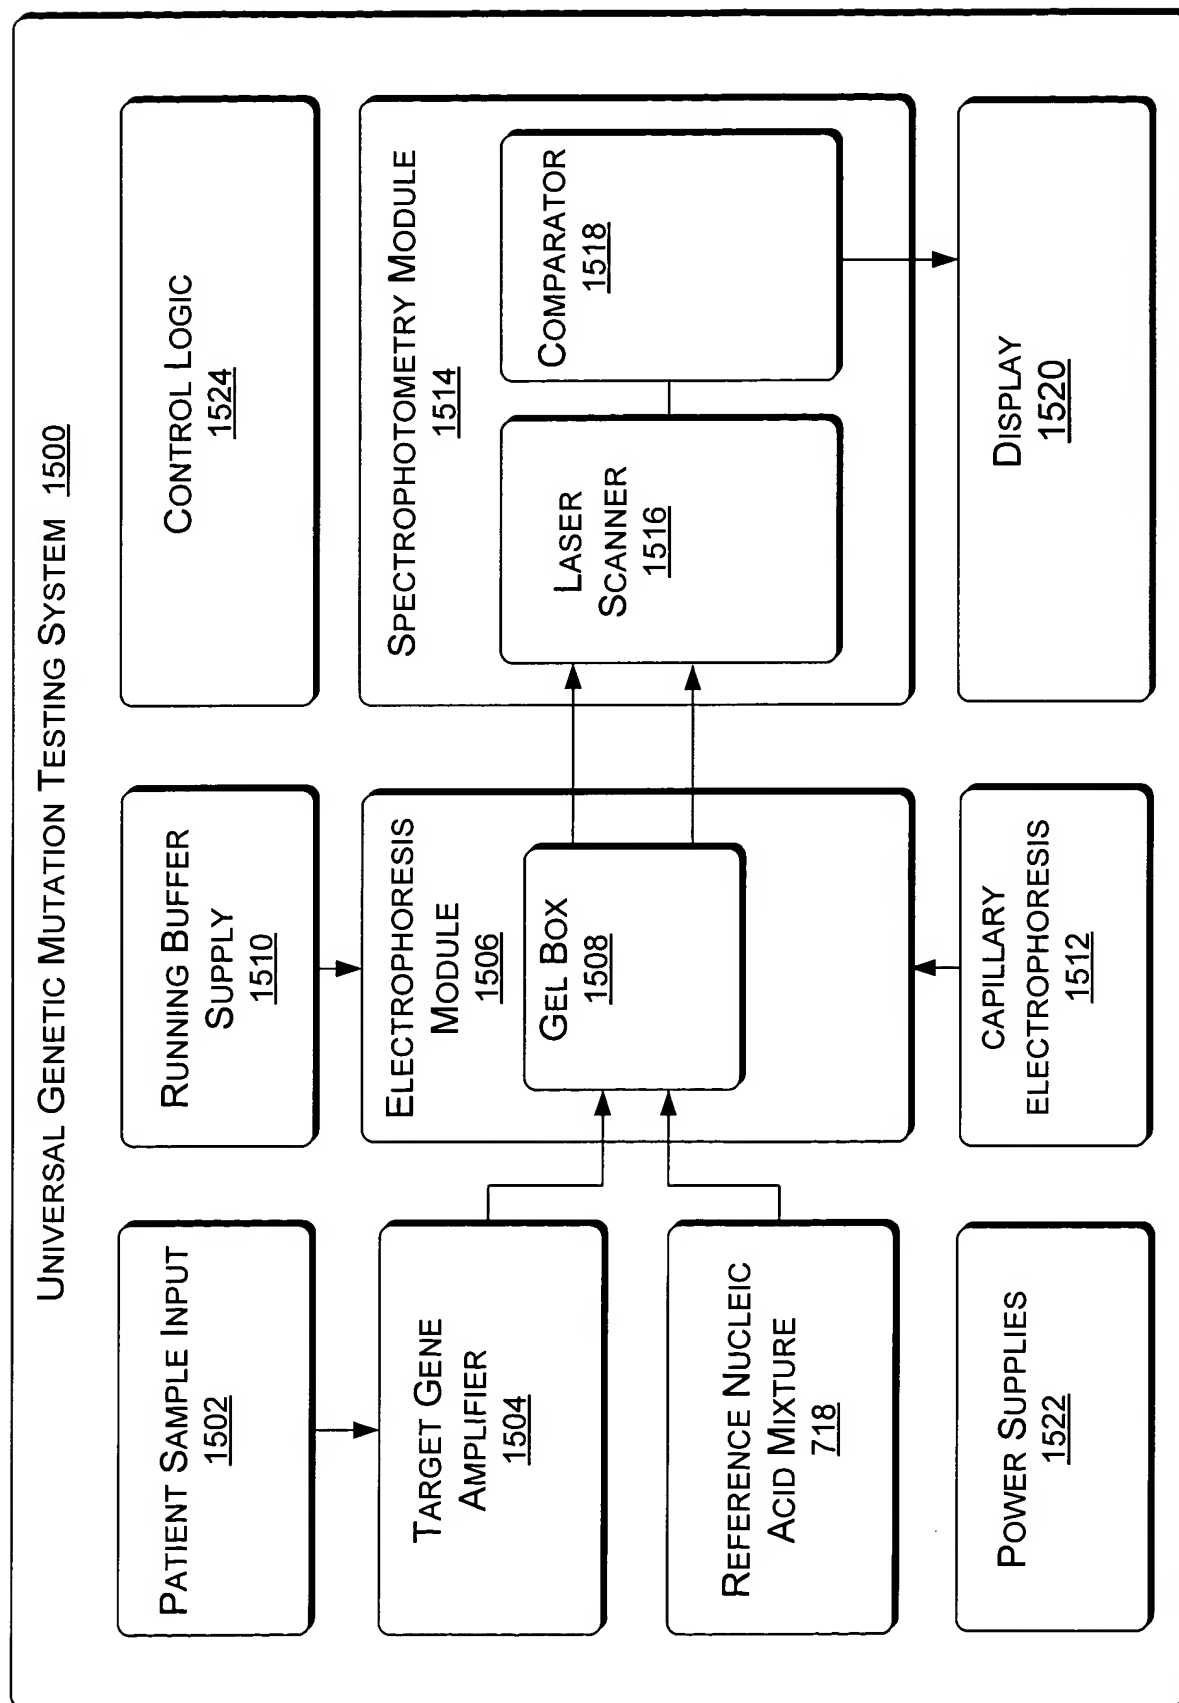 UNIVERSAL GENETIC MUTATION TESTING SYSTEM 1500
PATIENT SAMPLE INPUT
1502
TARGET GENE
AMPLIFIER
1504
REFERENCE NUCLEIC
ACID MIXTURE
718
POWER SUPPLIES
1522
RUNNING BUFFER
SUPPLY
1510
ELECTROPHORESIS
MODULE
1506
GEL BOX
1508
CAPILLARY
ELECTROPHORESIS
1512
CONTROL LOGIC
1524
SPECTROPHOTOMETRY MODULE
1514
LASER
SCANNER
1516
COMPARATOR
1518
DISPLAY
1520